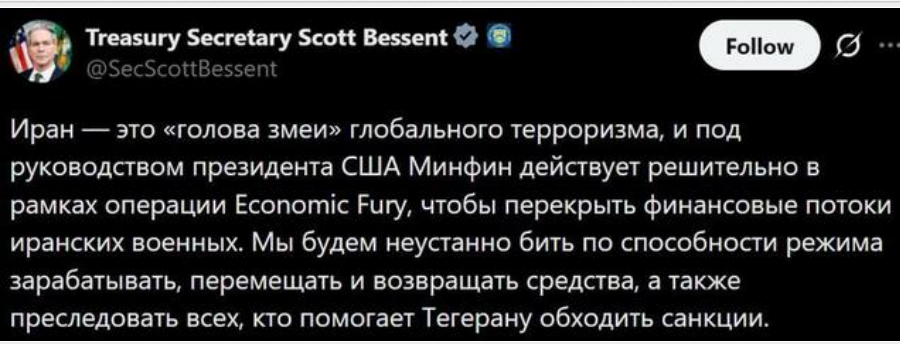 Treasury Secretary Scott Bessent
@SecScottBessent
Follow
Иран — это «голова змеи» глобального терроризма, и под
руководством президента США Минфин действует решительно в
рамках операции Economic Fury, чтобы перекрыть финансовые потоки
иранских военных. Мы будем неустанно бить по способности режима
зарабатывать, перемещать и возвращать средства, а также
преследовать всех, кто помогает Тегерану обходить санкции.